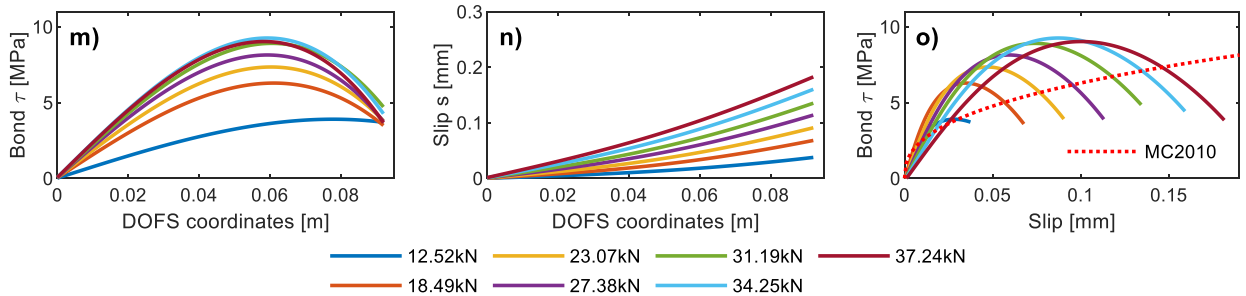 m)
10
5
0
Bond τ [MPa]
0 0.02 0.04 0.06 0.08
DOFS coordinates [m]
n)
0.3
0.2
0.1
0
Slip s [mm]
0 0.02 0.04 0.06 0.08
DOFS coordinates [m]
o)
10
5
0
Bond τ [MPa]
MC2010
0 0.05 0.1 0.15
Slip [mm]
12.52kN 23.07kN 31.19kN 37.24kN
18.49kN 27.38kN 34.25kN